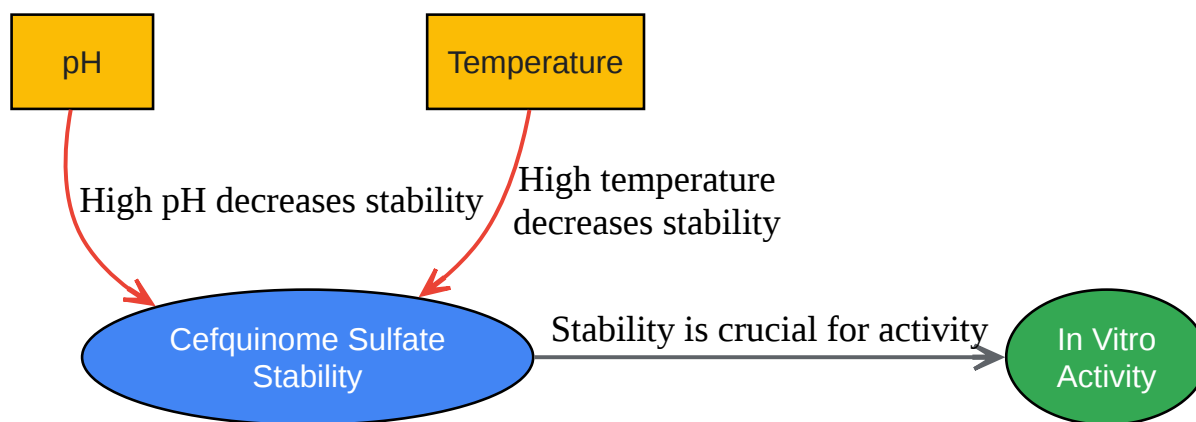 pH
Temperature
High pH decreases stability
High temperature
decreases stability
Cefquinome Sulfate
Stability
Stability is crucial for activity
In Vitro
Activity